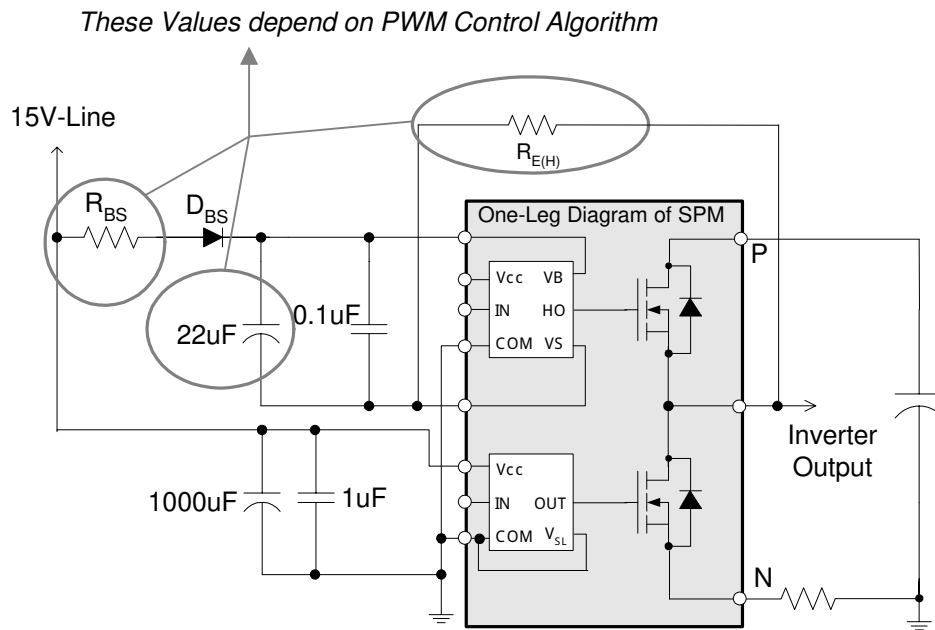 These Values depend on PWM Control Algorithm
15V-Line
R_BS
D_BS
R_E(H)
One-Leg Diagram of SPM
P
Vcc VB
IN HO
COM VS
22uF
0.1uF
Inverter
Output
Vcc
IN OUT
COM V_SL
1000uF
1uF
N